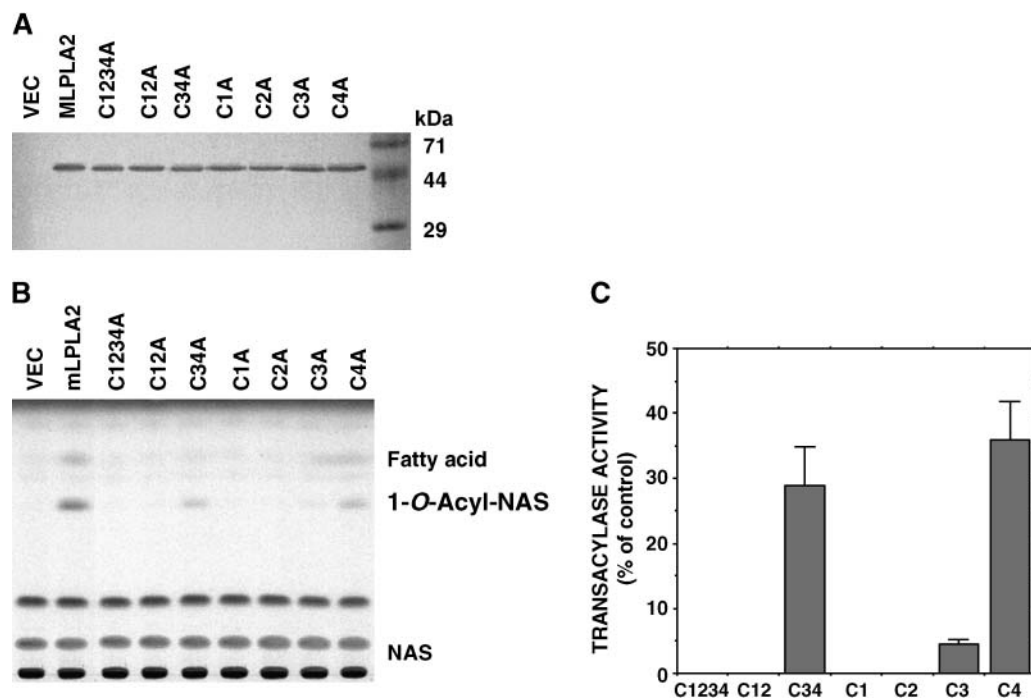 A
VEC MLPLA2 C1234A C12A C34A C1A C2A C3A C4A
kDa
71
44
29
B
VEC mLPLA2 C1234A C12A C34A C1A C2A C3A C4A
Fatty acid
1-O-Acyl-NAS
NAS
C
TRANSACYLASE ACTIVITY
(% of control)
50
40
30
20
10
0
C1234 C12 C34 C1 C2 C3 C4